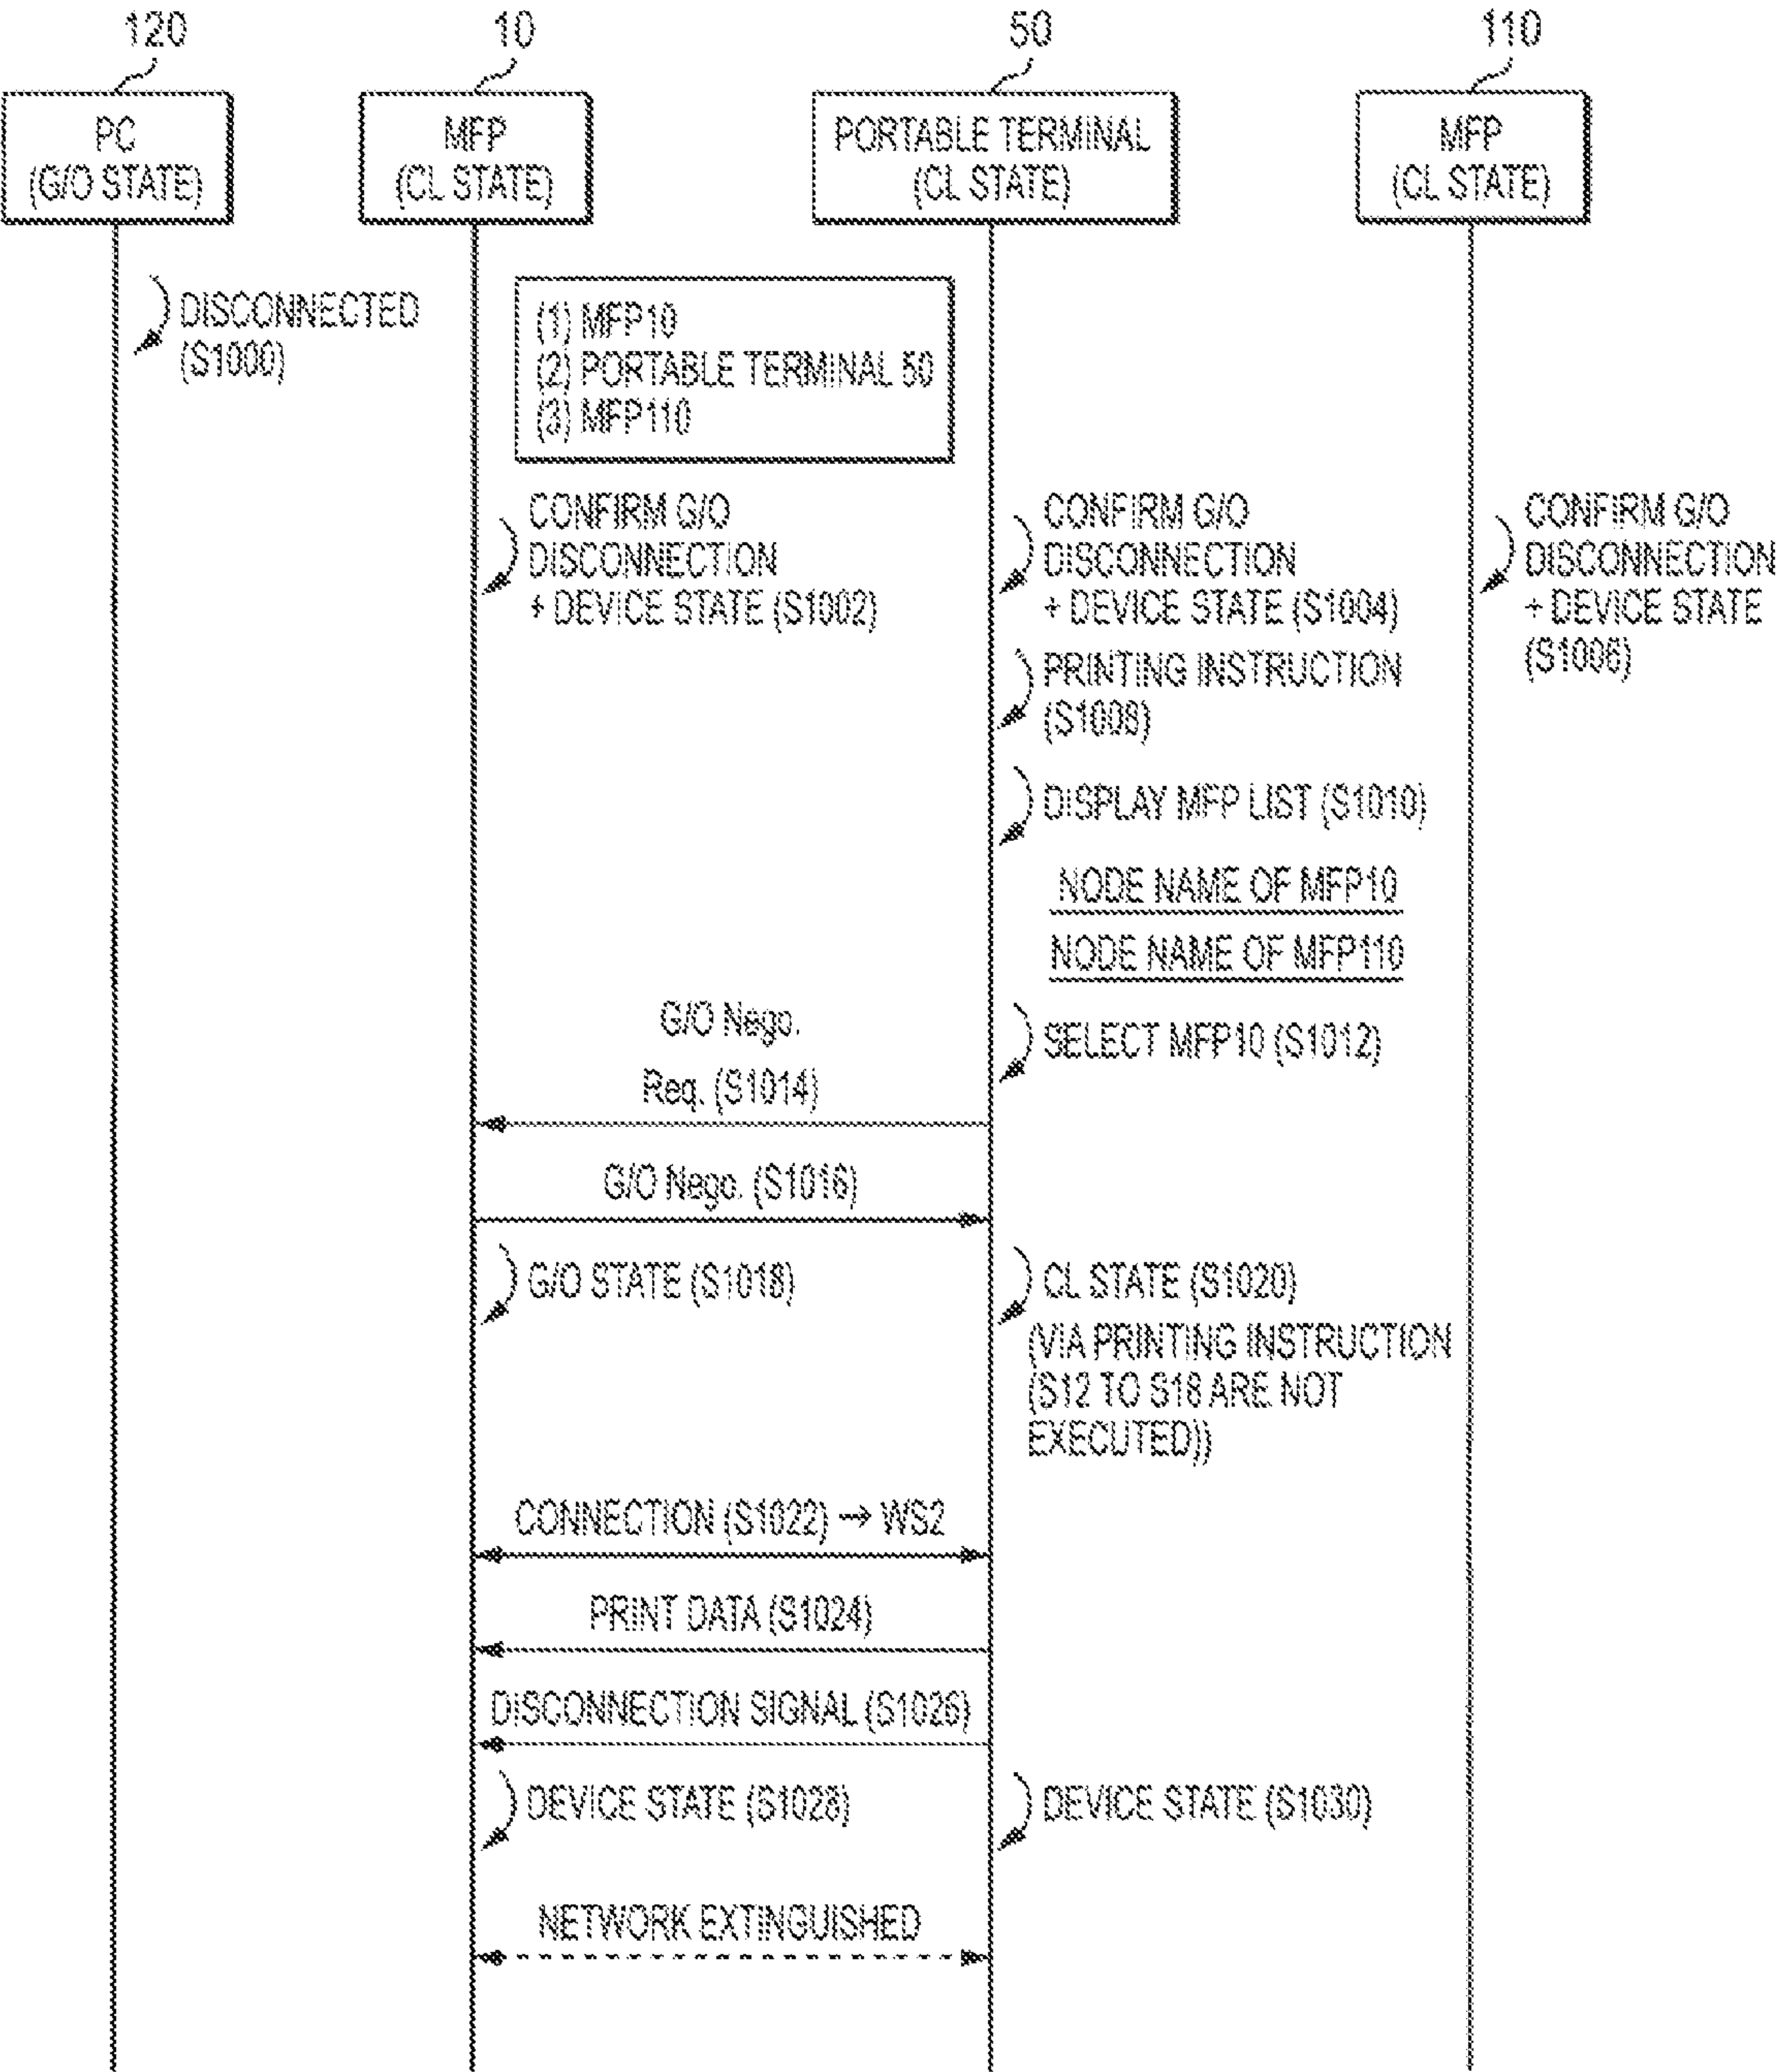 120
10
50
110
PC
(G/O STATE)
MFP
(CL STATE)
PORTABLE TERMINAL
(CL STATE)
MFP
(CL STATE)
DISCONNECTED
(S1000)
(1) MFP10
(2) PORTABLE TERMINAL 50
(3) MFP110
CONFIRM G/O
DISCONNECTION
+ DEVICE STATE (S1002)
CONFIRM G/O
DISCONNECTION
+ DEVICE STATE (S1004)
CONFIRM G/O
DISCONNECTION
+ DEVICE STATE
(S1006)
PRINTING INSTRUCTION
(S1008)
DISPLAY MFP LIST (S1010)
NODE NAME OF MFP10
NODE NAME OF MFP110
SELECT MFP10 (S1012)
G/O Nego.
Req. (S1014)
G/O Nego. (S1016)
G/O STATE (S1018)
CL STATE (S1020)
(VIA PRINTING INSTRUCTION
(S12 TO S18 ARE NOT
EXECUTED))
CONNECTION (S1022) → WS2
PRINT DATA (S1024)
DISCONNECTION SIGNAL (S1026)
DEVICE STATE (S1028)
DEVICE STATE (S1030)
NETWORK EXTINGUISHED